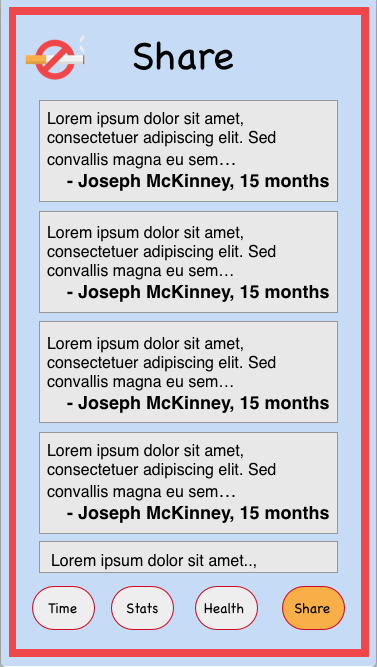 Share
Lorem ipsum dolor sit amet,
consectetuer adipiscing elit. Sed
convallis magna eu sem…
- Joseph McKinney, 15 months
Lorem ipsum dolor sit amet,
consectetuer adipiscing elit. Sed
convallis magna eu sem…
- Joseph McKinney, 15 months
Lorem ipsum dolor sit amet,
consectetuer adipiscing elit. Sed
convallis magna eu sem…
- Joseph McKinney, 15 months
Lorem ipsum dolor sit amet,
consectetuer adipiscing elit. Sed
convallis magna eu sem…
- Joseph McKinney, 15 months
Lorem ipsum dolor sit amet..,
Time Stats Health Share